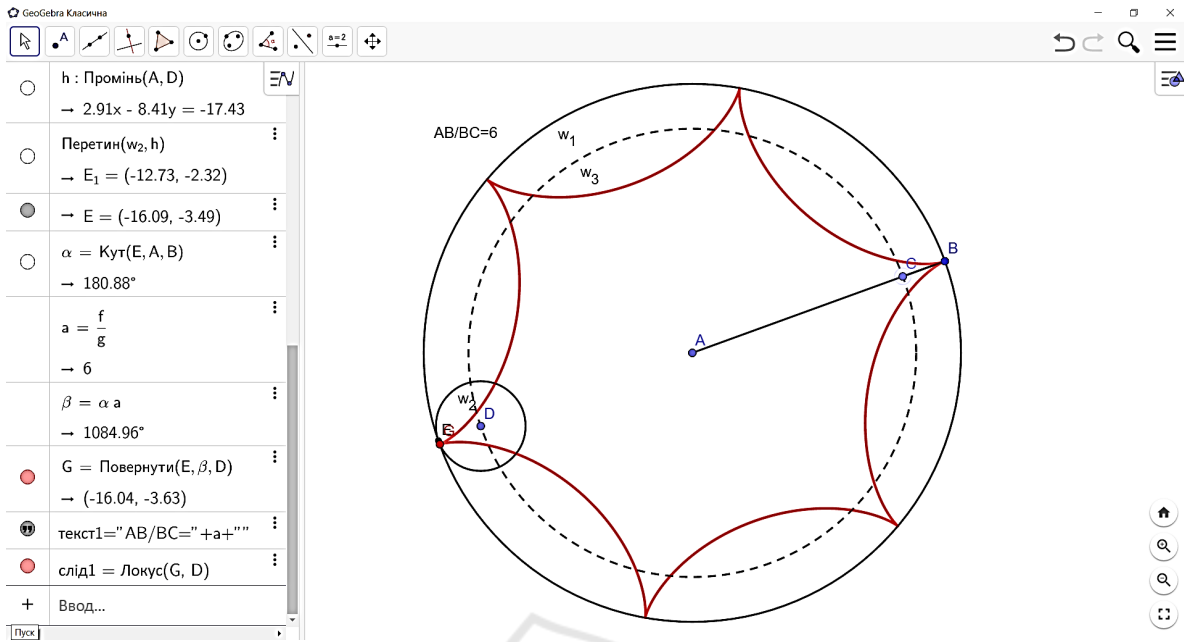 GeoGebra Класична
A
a=2
h : Промінь(A, D)
→ 2.91x - 8.41y = -17.43
Перетин(w₂, h)
→ E₁ = (-12.73, -2.32)
→ E = (-16.09, -3.49)
α = Кут(E, A, B)
→ 180.88°
a = f/g
→ 6
β = α a
→ 1084.96°
G = Повернути(E, β, D)
→ (-16.04, -3.63)
текст1="AB/BC="+a+""
слід1 = Локус(G, D)
Ввод...
Пуск
AB/BC=6
w₁
w₃
B
C
A
w₂
D
E
G